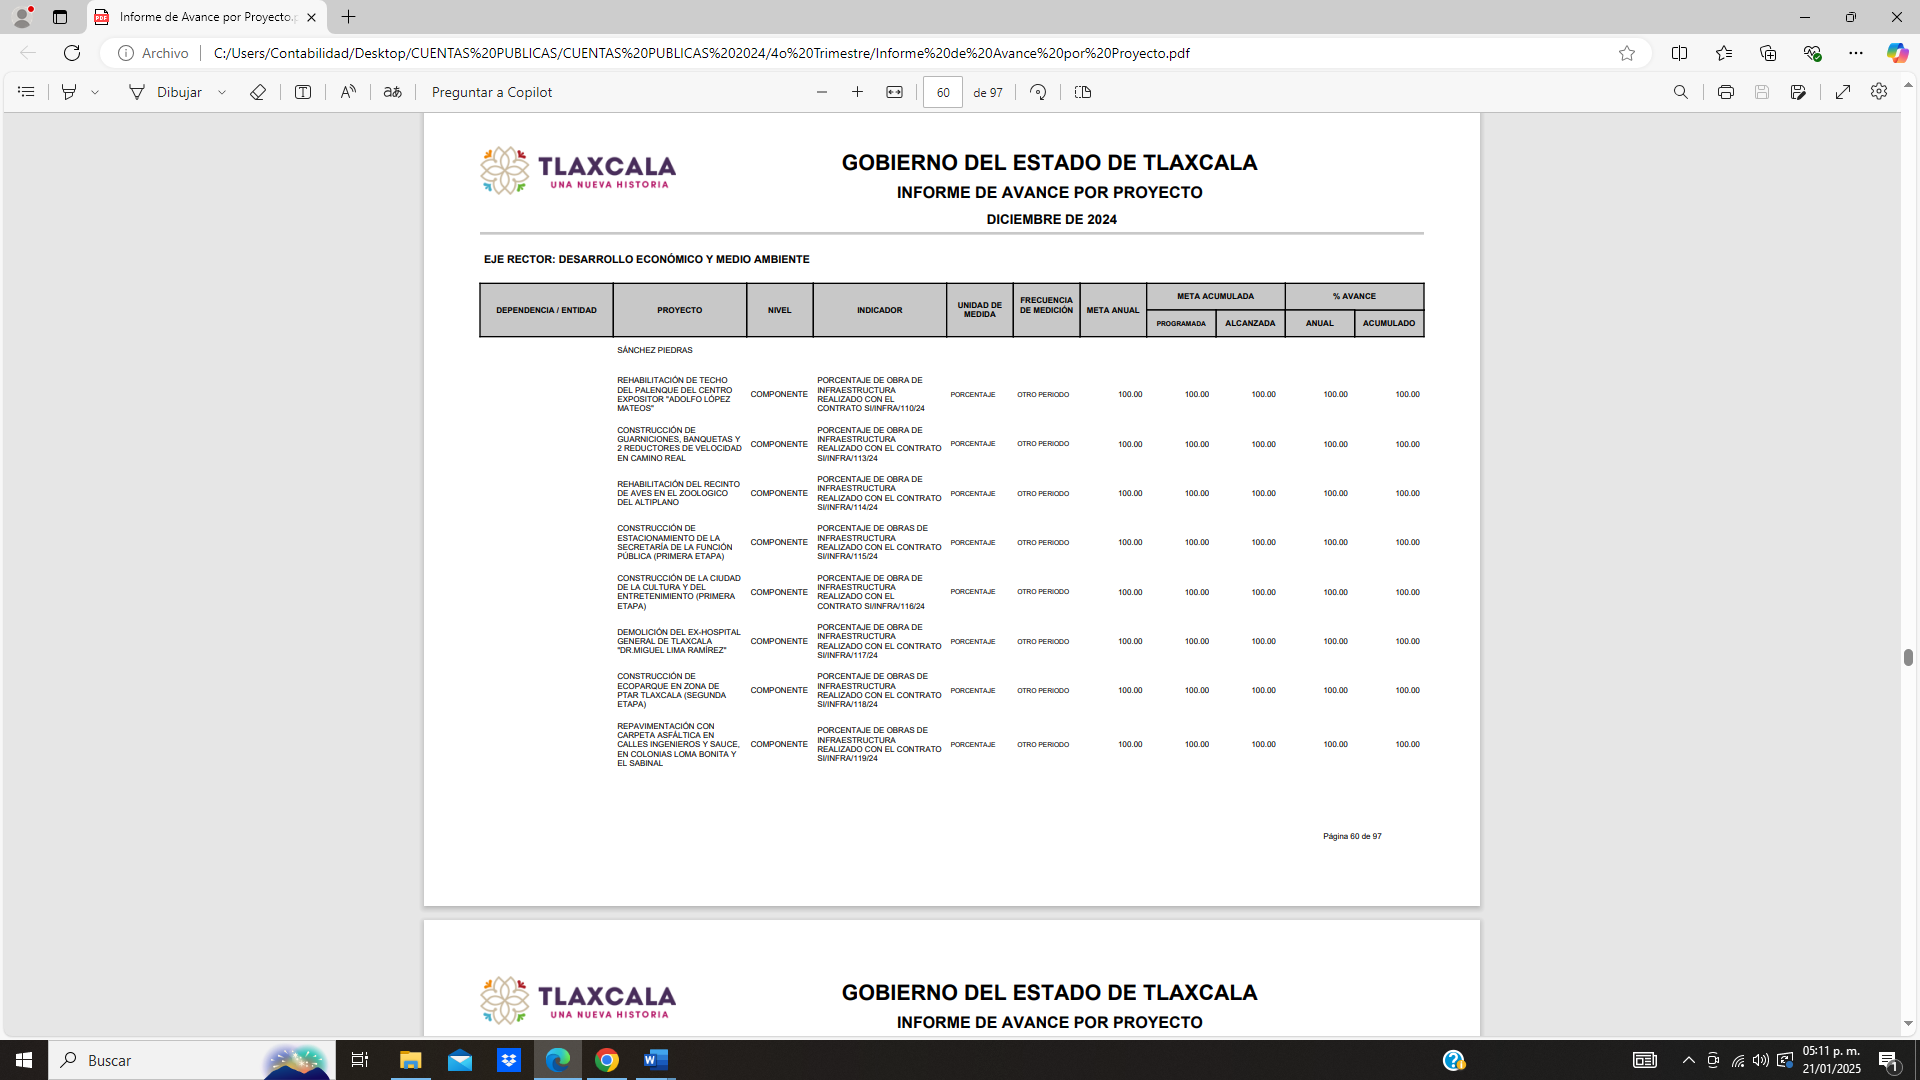 Informe de Avance por Proyecto.p
Archivo
C:/Users/Contabilidad/Desktop/CUENTAS%20PUBLICAS/CUENTAS%20PUBLICAS%202024/4o%20Trimestre/Informe%20de%20Avance%20por%20Proyecto.pdf
Dibujar
aあ
Preguntar a Copilot
60 de 97
TLAXCALA
UNA NUEVA HISTORIA
GOBIERNO DEL ESTADO DE TLAXCALA
INFORME DE AVANCE POR PROYECTO
DICIEMBRE DE 2024
EJE RECTOR: DESARROLLO ECONÓMICO Y MEDIO AMBIENTE
DEPENDENCIA / ENTIDAD
PROYECTO
NIVEL
INDICADOR
UNIDAD DE
MEDIDA
FRECUENCIA
DE MEDICIÓN
META ANUAL
META ACUMULADA
PROGRAMADA
ALCANZADA
% AVANCE
ANUAL
ACUMULADO
SÁNCHEZ PIEDRAS
REHABILITACIÓN DE TECHO
DEL PALENQUE DEL CENTRO
EXPOSITOR "ADOLFO LÓPEZ
MATEOS"
COMPONENTE
PORCENTAJE DE OBRA DE
INFRAESTRUCTURA
REALIZADO CON EL
CONTRATO SI/INFRA/110/24
PORCENTAJE
OTRO PERIODO
100.00 100.00 100.00 100.00 100.00
CONSTRUCCIÓN DE
GUARNICIONES, BANQUETAS Y
2 REDUCTORES DE VELOCIDAD
EN CAMINO REAL
COMPONENTE
PORCENTAJE DE OBRA DE
INFRAESTRUCTURA
REALIZADO CON EL CONTRATO
SI/INFRA/113/24
PORCENTAJE
OTRO PERIODO
100.00 100.00 100.00 100.00 100.00
REHABILITACIÓN DEL RECINTO
DE AVES EN EL ZOOLOGICO
DEL ALTIPLANO
COMPONENTE
PORCENTAJE DE OBRA DE
INFRAESTRUCTURA
REALIZADO CON EL CONTRATO
SI/INFRA/114/24
PORCENTAJE
OTRO PERIODO
100.00 100.00 100.00 100.00 100.00
CONSTRUCCIÓN DE
ESTACIONAMIENTO DE LA
SECRETARÍA DE LA FUNCIÓN
PÚBLICA (PRIMERA ETAPA)
COMPONENTE
PORCENTAJE DE OBRAS DE
INFRAESTRUCTURA
REALIZADO CON EL CONTRATO
SI/INFRA/115/24
PORCENTAJE
OTRO PERIODO
100.00 100.00 100.00 100.00 100.00
CONSTRUCCIÓN DE LA CIUDAD
DE LA CULTURA Y DEL
ENTRETENIMIENTO (PRIMERA
ETAPA)
COMPONENTE
PORCENTAJE DE OBRA DE
INFRAESTRUCTURA
REALIZADO CON EL
CONTRATO SI/INFRA/116/24
PORCENTAJE
OTRO PERIODO
100.00 100.00 100.00 100.00 100.00
DEMOLICIÓN DEL EX-HOSPITAL
GENERAL DE TLAXCALA
"DR.MIGUEL LIMA RAMÍREZ"
COMPONENTE
PORCENTAJE DE OBRA DE
INFRAESTRUCTURA
REALIZADO CON EL CONTRATO
SI/INFRA/117/24
PORCENTAJE
OTRO PERIODO
100.00 100.00 100.00 100.00 100.00
CONSTRUCCIÓN DE
ECOPARQUE EN ZONA DE
PTAR TLAXCALA (SEGUNDA
ETAPA)
COMPONENTE
PORCENTAJE DE OBRAS DE
INFRAESTRUCTURA
REALIZADO CON EL CONTRATO
SI/INFRA/118/24
PORCENTAJE
OTRO PERIODO
100.00 100.00 100.00 100.00 100.00
REPAVIMENTACIÓN CON
CARPETA ASFÁLTICA EN
CALLES INGENIEROS Y SAUCE,
EN COLONIAS LOMA BONITA Y
EL SABINAL
COMPONENTE
PORCENTAJE DE OBRAS DE
INFRAESTRUCTURA
REALIZADO CON EL CONTRATO
SI/INFRA/119/24
PORCENTAJE
OTRO PERIODO
100.00 100.00 100.00 100.00 100.00
Página 60 de 97
TLAXCALA
UNA NUEVA HISTORIA
GOBIERNO DEL ESTADO DE TLAXCALA
INFORME DE AVANCE POR PROYECTO
Buscar
05:11 p. m.
21/01/2025
1